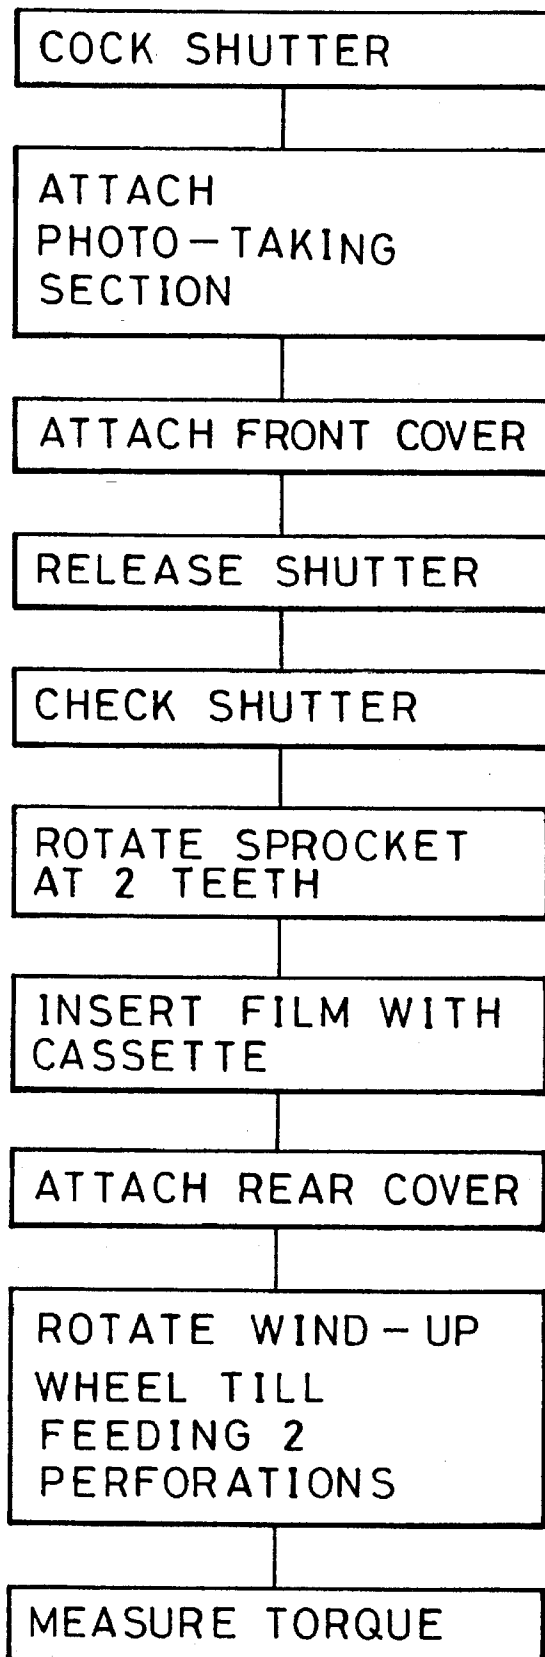 COCK SHUTTER
ATTACH
PHOTO-TAKING
SECTION
ATTACH FRONT COVER
RELEASE SHUTTER
CHECK SHUTTER
ROTATE SPROCKET
AT 2 TEETH
INSERT FILM WITH
CASSETTE
ATTACH REAR COVER
ROTATE WIND-UP
WHEEL TILL
FEEDING 2
PERFORATIONS
MEASURE TORQUE